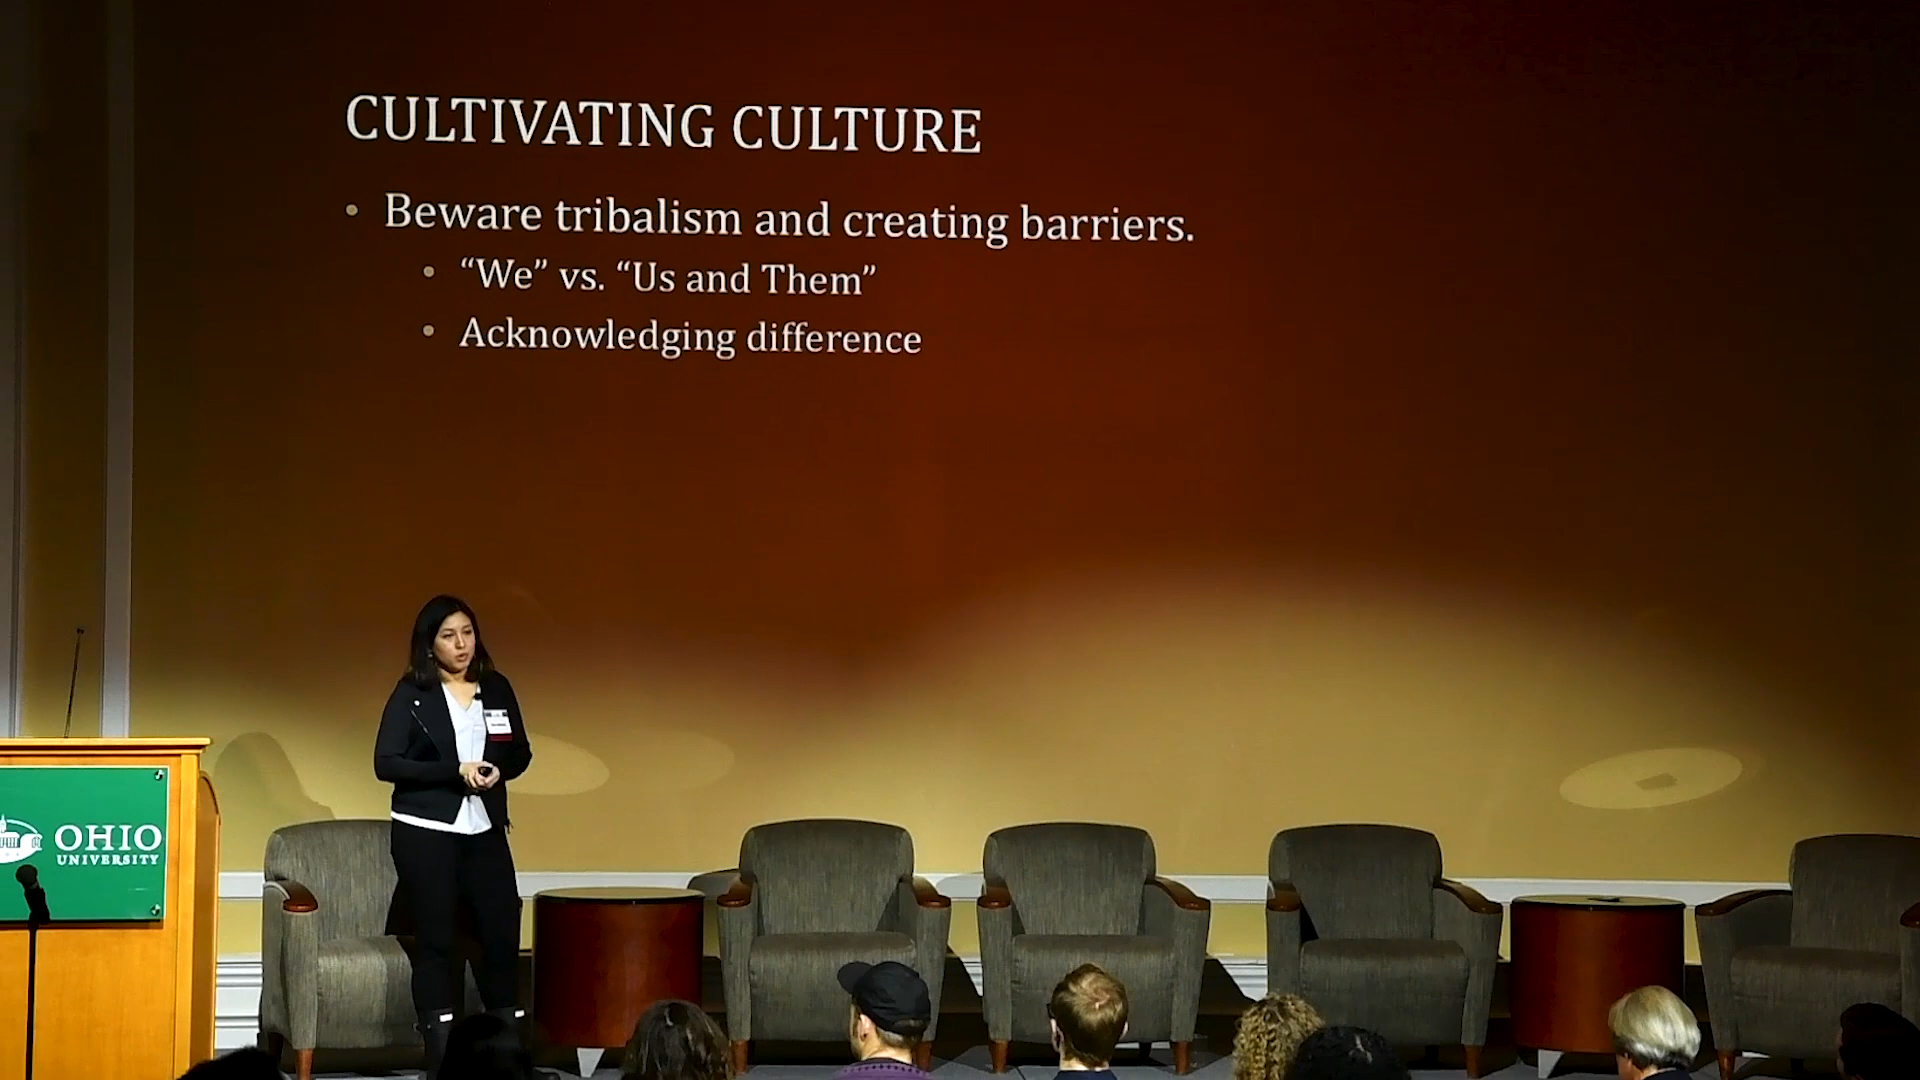 CULTIVATING CULTURE
• Beware tribalism and creating barriers.
• “We” vs. “Us and Them”
• Acknowledging difference
OHIO
UNIVERSITY